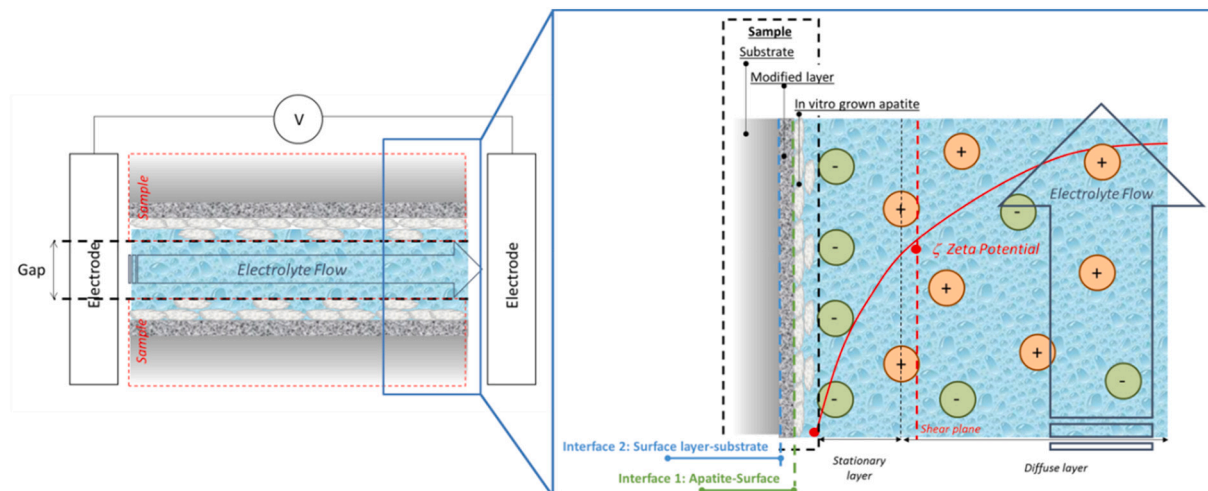 V
Sample
Electrode
Gap
Electrolyte Flow
Electrode
Sample
Sample
Substrate
Modified layer
In vitro grown apatite
-
+
+
+
Electrolyte Flow
-
-
ζ Zeta Potential
+
+
-
+
+
-
-
-
Shear plane
Interface 2: Surface layer-substrate
Stationary
layer
Diffuse layer
Interface 1: Apatite-Surface